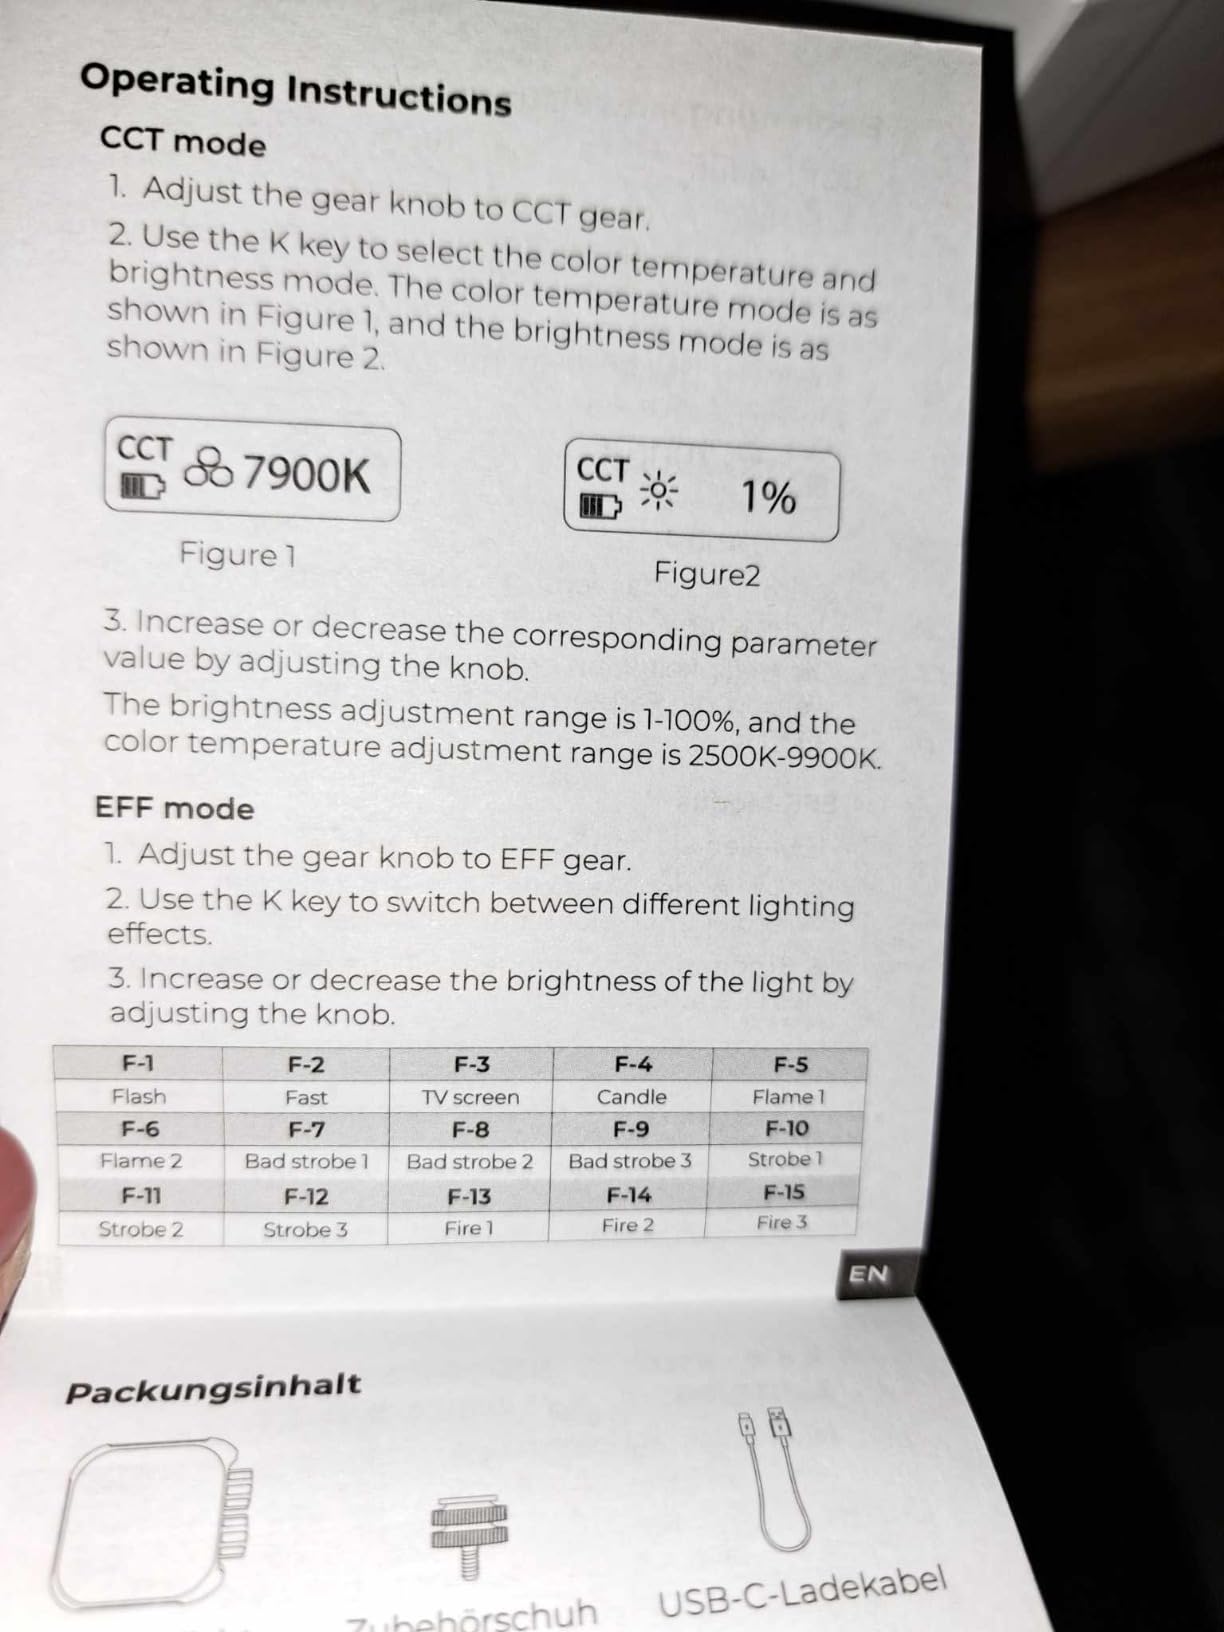 Operating Instructions
CCT mode
1. Adjust the gear knob to CCT gear.
2. Use the K key to select the color temperature and
brightness mode. The color temperature mode is as
shown in Figure 1, and the brightness mode is as
shown in Figure 2.
CCT 7900K
CCT 1%
Figure 1
Figure2
3. Increase or decrease the corresponding parameter
value by adjusting the knob.
The brightness adjustment range is 1-100%, and the
color temperature adjustment range is 2500K-9900K.
EFF mode
1. Adjust the gear knob to EFF gear.
2. Use the K key to switch between different lighting
effects.
3. Increase or decrease the brightness of the light by
adjusting the knob.
F-1 F-2 F-3 F-4 F-5
Flash Fast TV screen Candle Flame 1
F-6 F-7 F-8 F-9 F-10
Flame 2 Bad strobe 1 Bad strobe 2 Bad strobe 3 Strobe 1
F-11 F-12 F-13 F-14 F-15
Strobe 2 Strobe 3 Fire 1 Fire 2 Fire 3
EN
Packungsinhalt
Zubehörschuh USB-C-Ladekabel